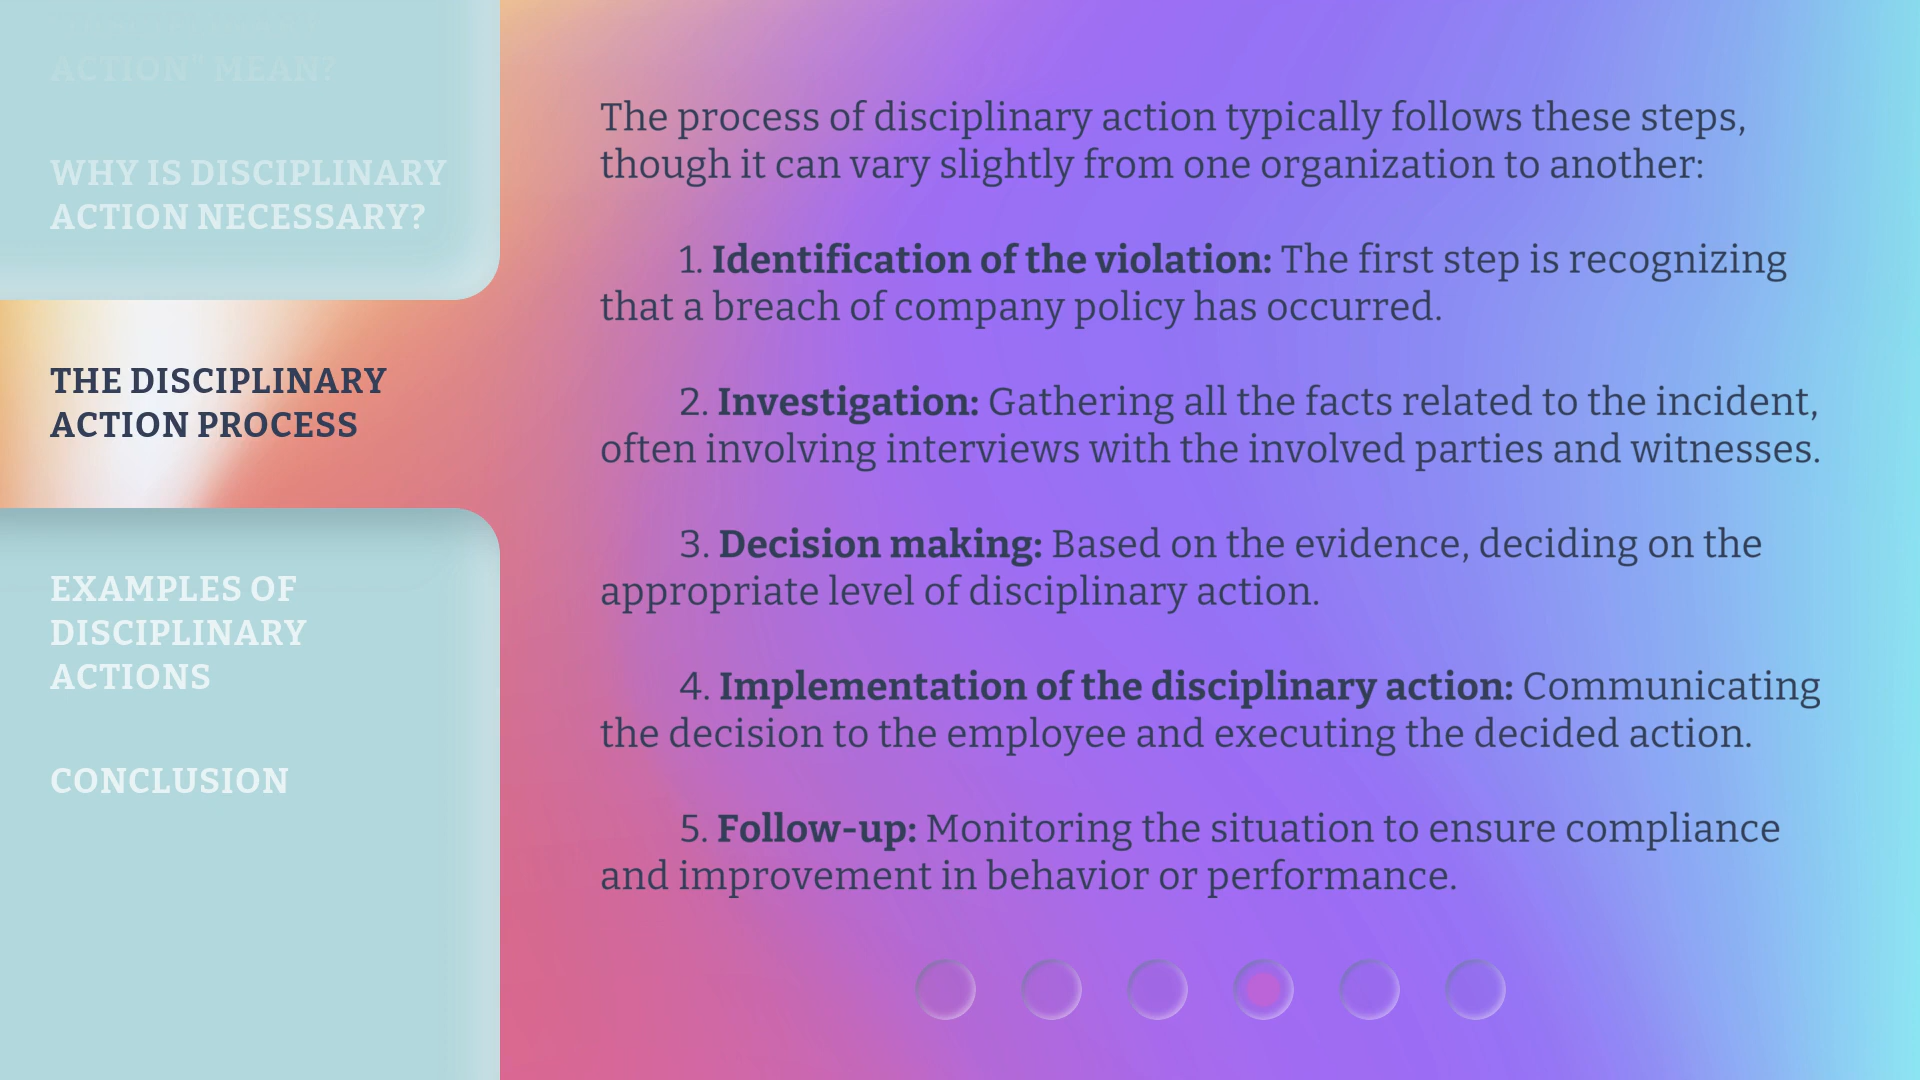 ACTION" MEAN?
WHY IS DISCIPLINARY
ACTION NECESSARY?
THE DISCIPLINARY
ACTION PROCESS
EXAMPLES OF
DISCIPLINARY
ACTIONS
CONCLUSION
The process of disciplinary action typically follows these steps,
though it can vary slightly from one organization to another:
1. Identification of the violation: The first step is recognizing
that a breach of company policy has occurred.
2. Investigation: Gathering all the facts related to the incident,
often involving interviews with the involved parties and witnesses.
3. Decision making: Based on the evidence, deciding on the
appropriate level of disciplinary action.
4. Implementation of the disciplinary action: Communicating
the decision to the employee and executing the decided action.
5. Follow-up: Monitoring the situation to ensure compliance
and improvement in behavior or performance.